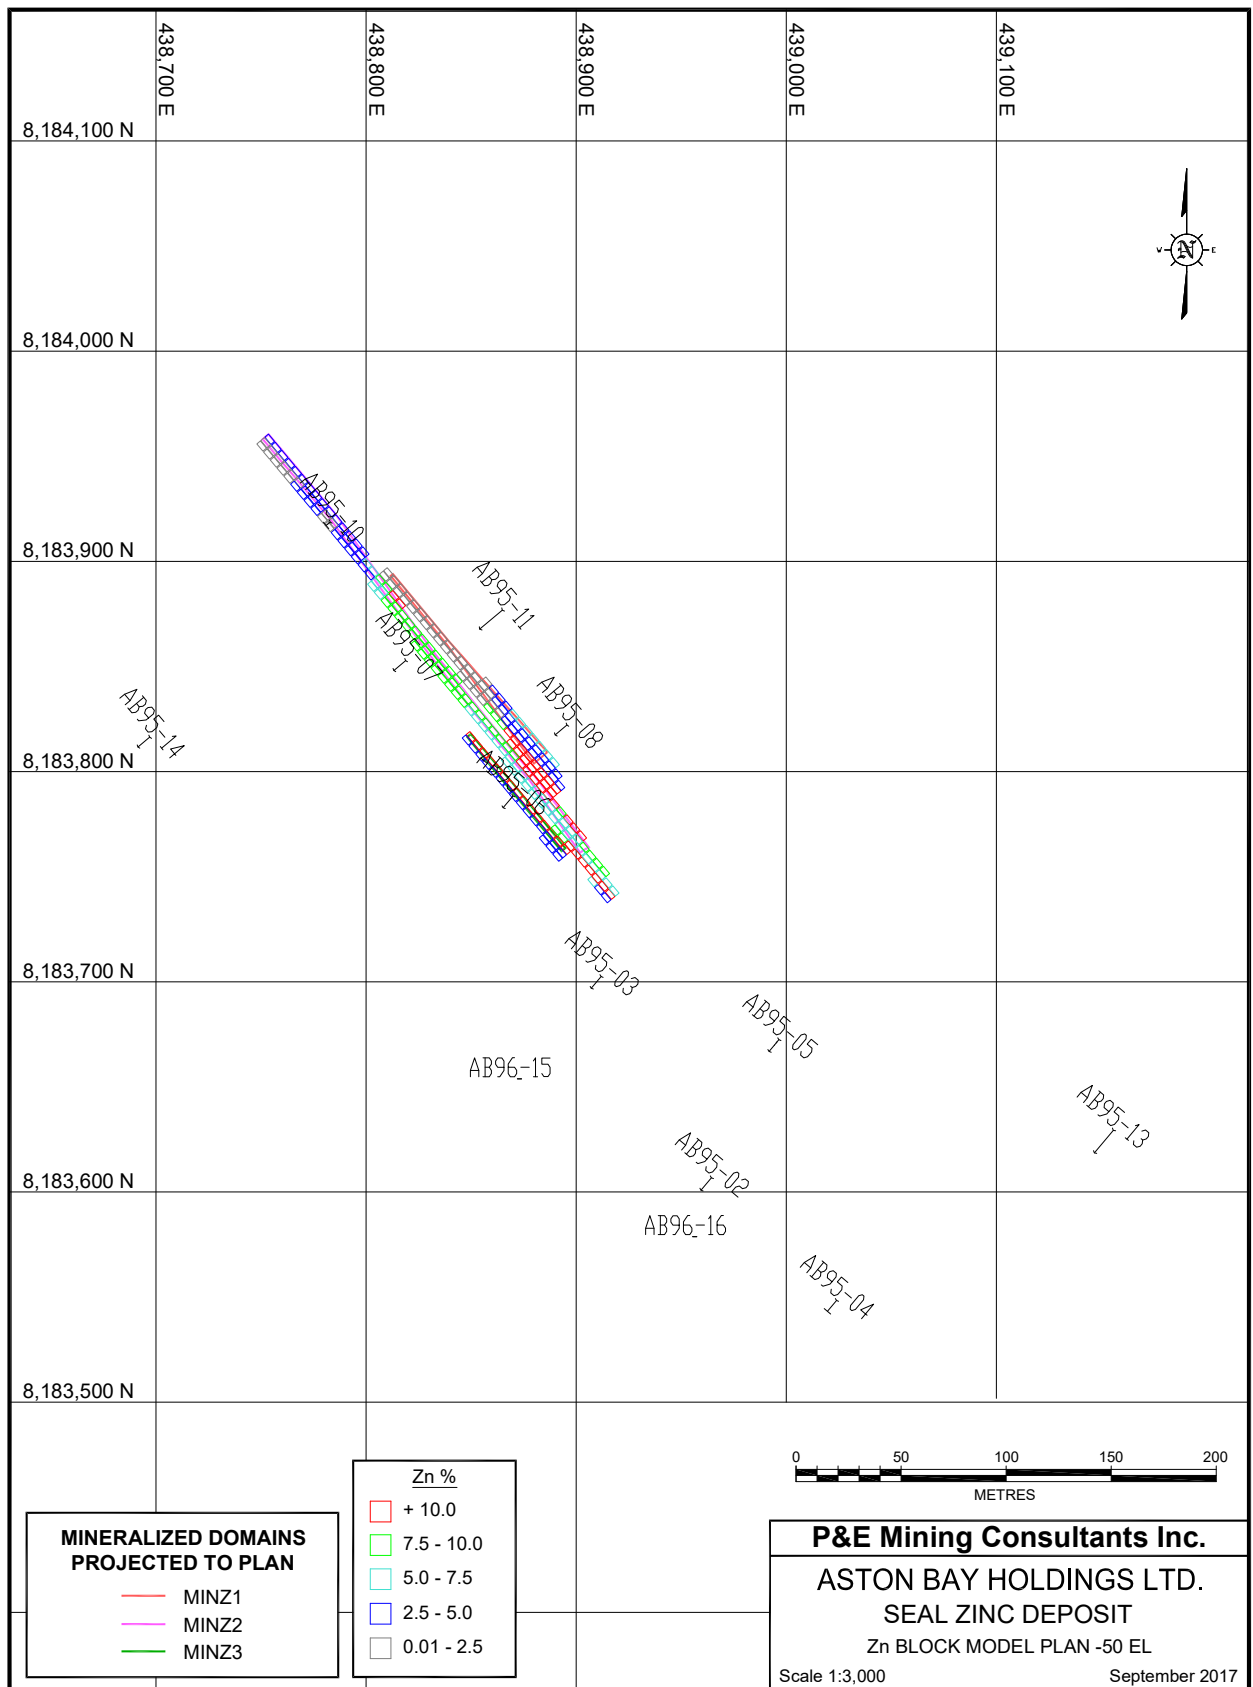 438,700 E
438,800 E
438,900 E
439,000 E
439,100 E
8,184,100 N
W N E
8,184,000 N
AB95-10
8,183,900 N
AB95-11
AB95-07
AB95-08
AB95-14
8,183,800 N
AB95-06
AB95-03
8,183,700 N
AB95-05
AB96-15
AB95-13
AB95-02
8,183,600 N
AB96-16
AB95-04
8,183,500 N
0 50 100 150 200
METRES
Zn %
+ 10.0
7.5 - 10.0
5.0 - 7.5
2.5 - 5.0
0.01 - 2.5
MINERALIZED DOMAINS
PROJECTED TO PLAN
MINZ1
MINZ2
MINZ3
P&E Mining Consultants Inc.
ASTON BAY HOLDINGS LTD.
SEAL ZINC DEPOSIT
Zn BLOCK MODEL PLAN -50 EL
Scale 1:3,000 September 2017